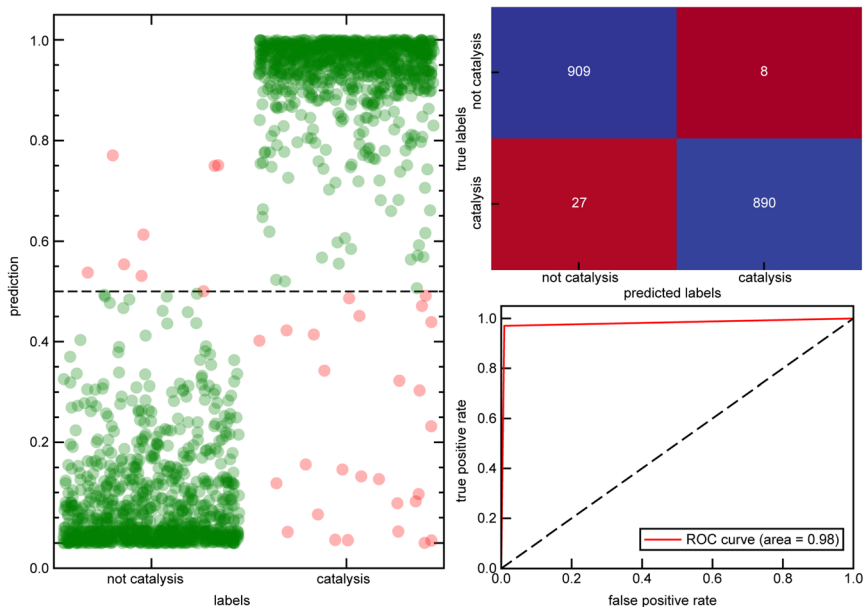 1.0
0.8
0.6
0.4
0.2
0.0
prediction
not catalysis
catalysis
labels
909
8
27
890
not catalysis
catalysis
true labels
not catalysis
catalysis
predicted labels
1.0
0.8
0.6
0.4
0.2
0.0
true positive rate
ROC curve (area = 0.98)
0.0
0.2
0.4
0.6
0.8
1.0
false positive rate